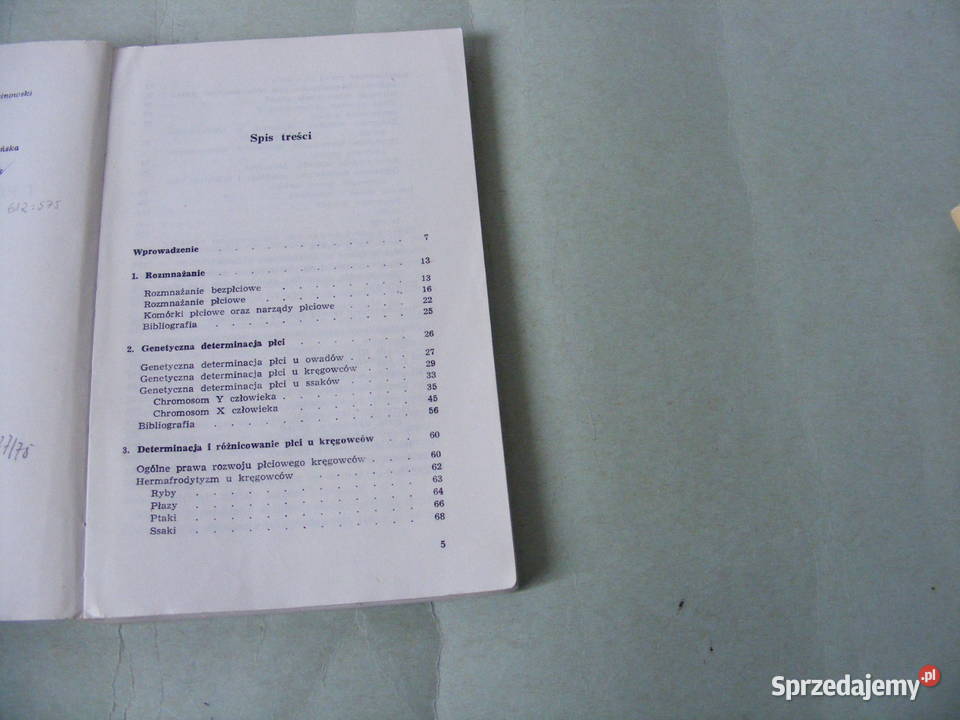 inowski
ńska
612:575
7/75
Spis treści
Wprowadzenie . . . . . . . . . . . 7
1. Rozmnażanie . . . . . . . . . . . 13
Rozmnażanie bezpłciowe . . . . . . . . 13
Rozmnażanie płciowe . . . . . . . . . 16
Komórki płciowe oraz narządy płciowe . . . . 22
Bibliografia . . . . . . . . . . . 25
2. Genetyczna determinacja płci . . . . . . . 26
Genetyczna determinacja płci u owadów . . . . 27
Genetyczna determinacja płci u kręgowców . . . 29
Genetyczna determinacja płci u ssaków . . . . 33
Chromosom Y człowieka . . . . . . . . 35
Chromosom X człowieka . . . . . . . . 45
Bibliografia . . . . . . . . . . . 56
3. Determinacja i różnicowanie płci u kręgowców . . 60
Ogólne prawa rozwoju płciowego kręgowców . . . 60
Hermafrodytyzm u kręgowców . . . . . . 62
Ryby . . . . . . . . . . . 63
Płazy . . . . . . . . . . . 64
Ptaki . . . . . . . . . . . 66
Ssaki . . . . . . . . . . . 68
5
Sprzedajemy.pl